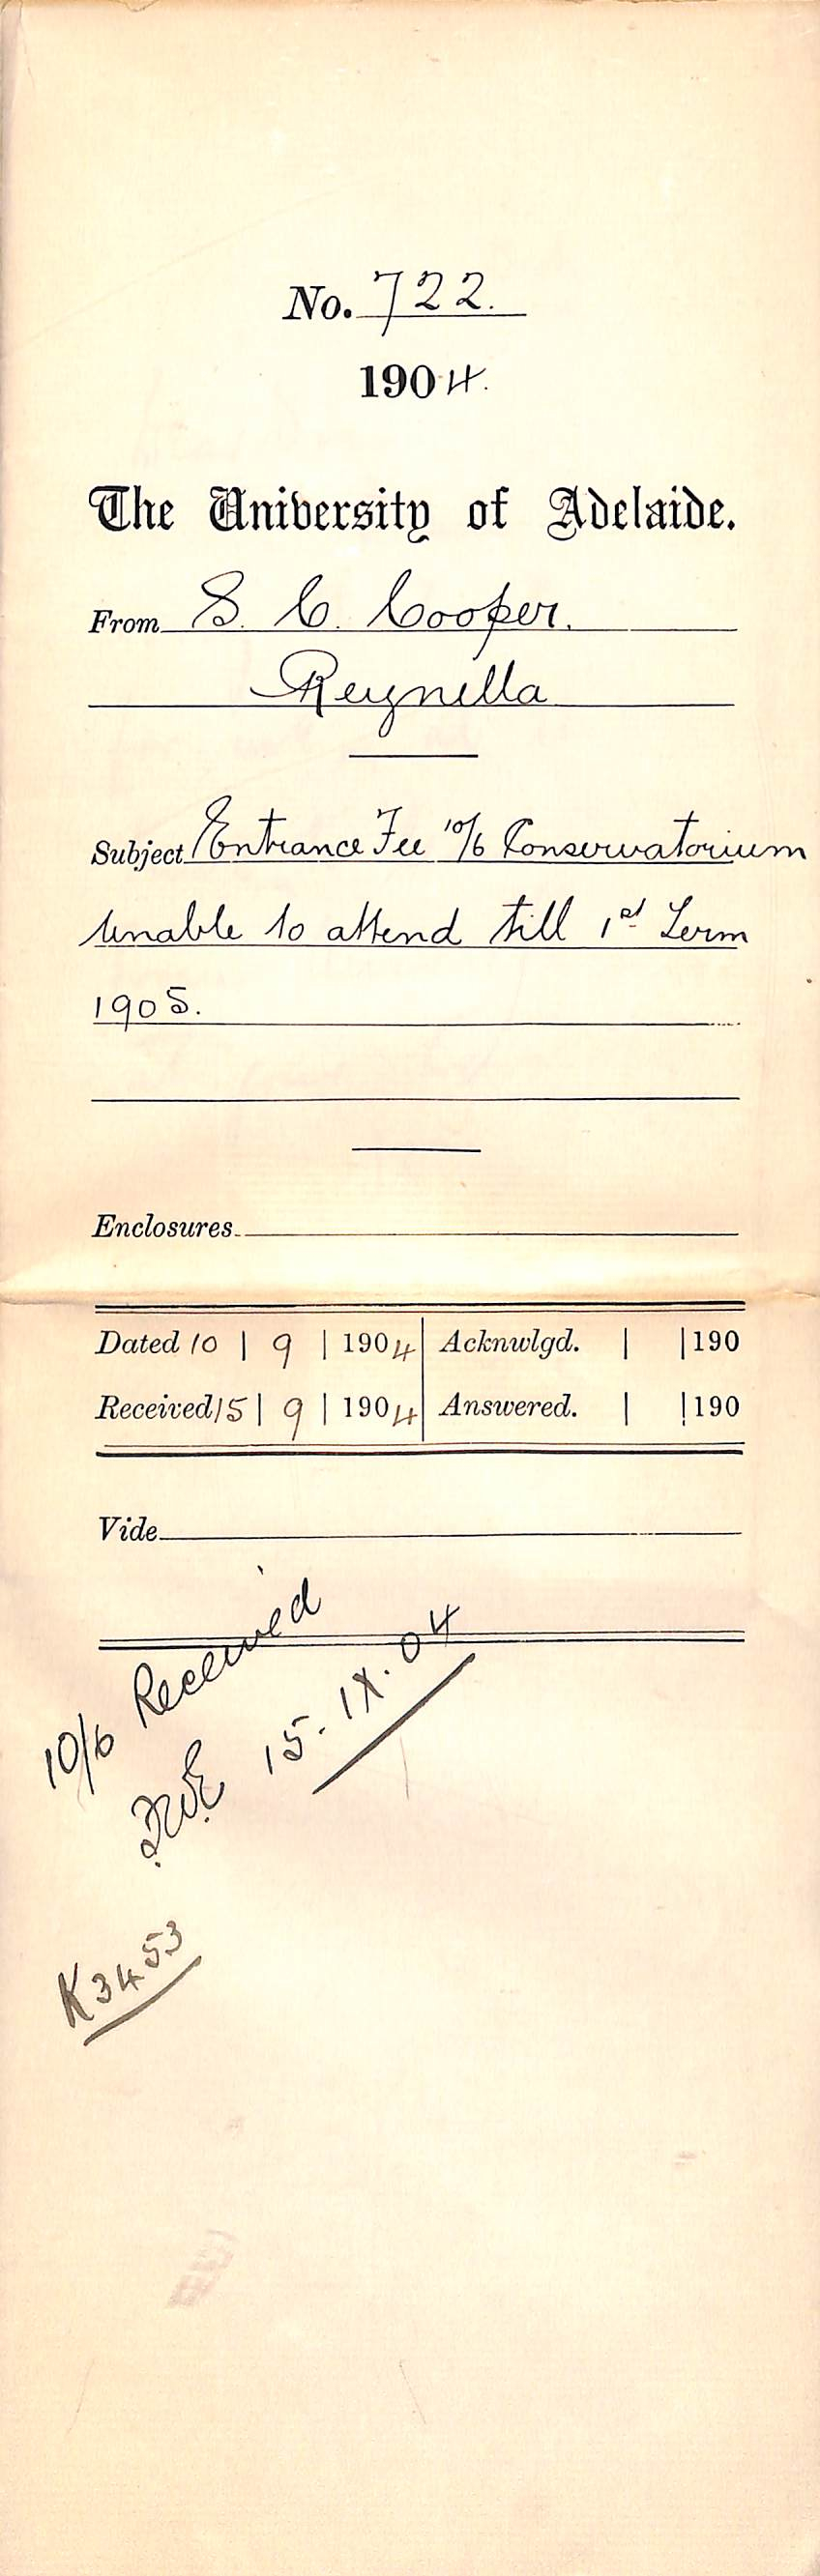 No. 722.
1904.
The University of Adelaide.
From S. C. Cooper.
Reynella
Subject Entrance Fee 10/6 Conservatorium
Unable to attend till 1st Term
1905.
Enclosures
Dated 10 | 9 | 1904 Acknwlgd. | |190
Received 15 | 9 | 1904 Answered. | |190
Vide
10/6 Received
15.IX.04
K3453